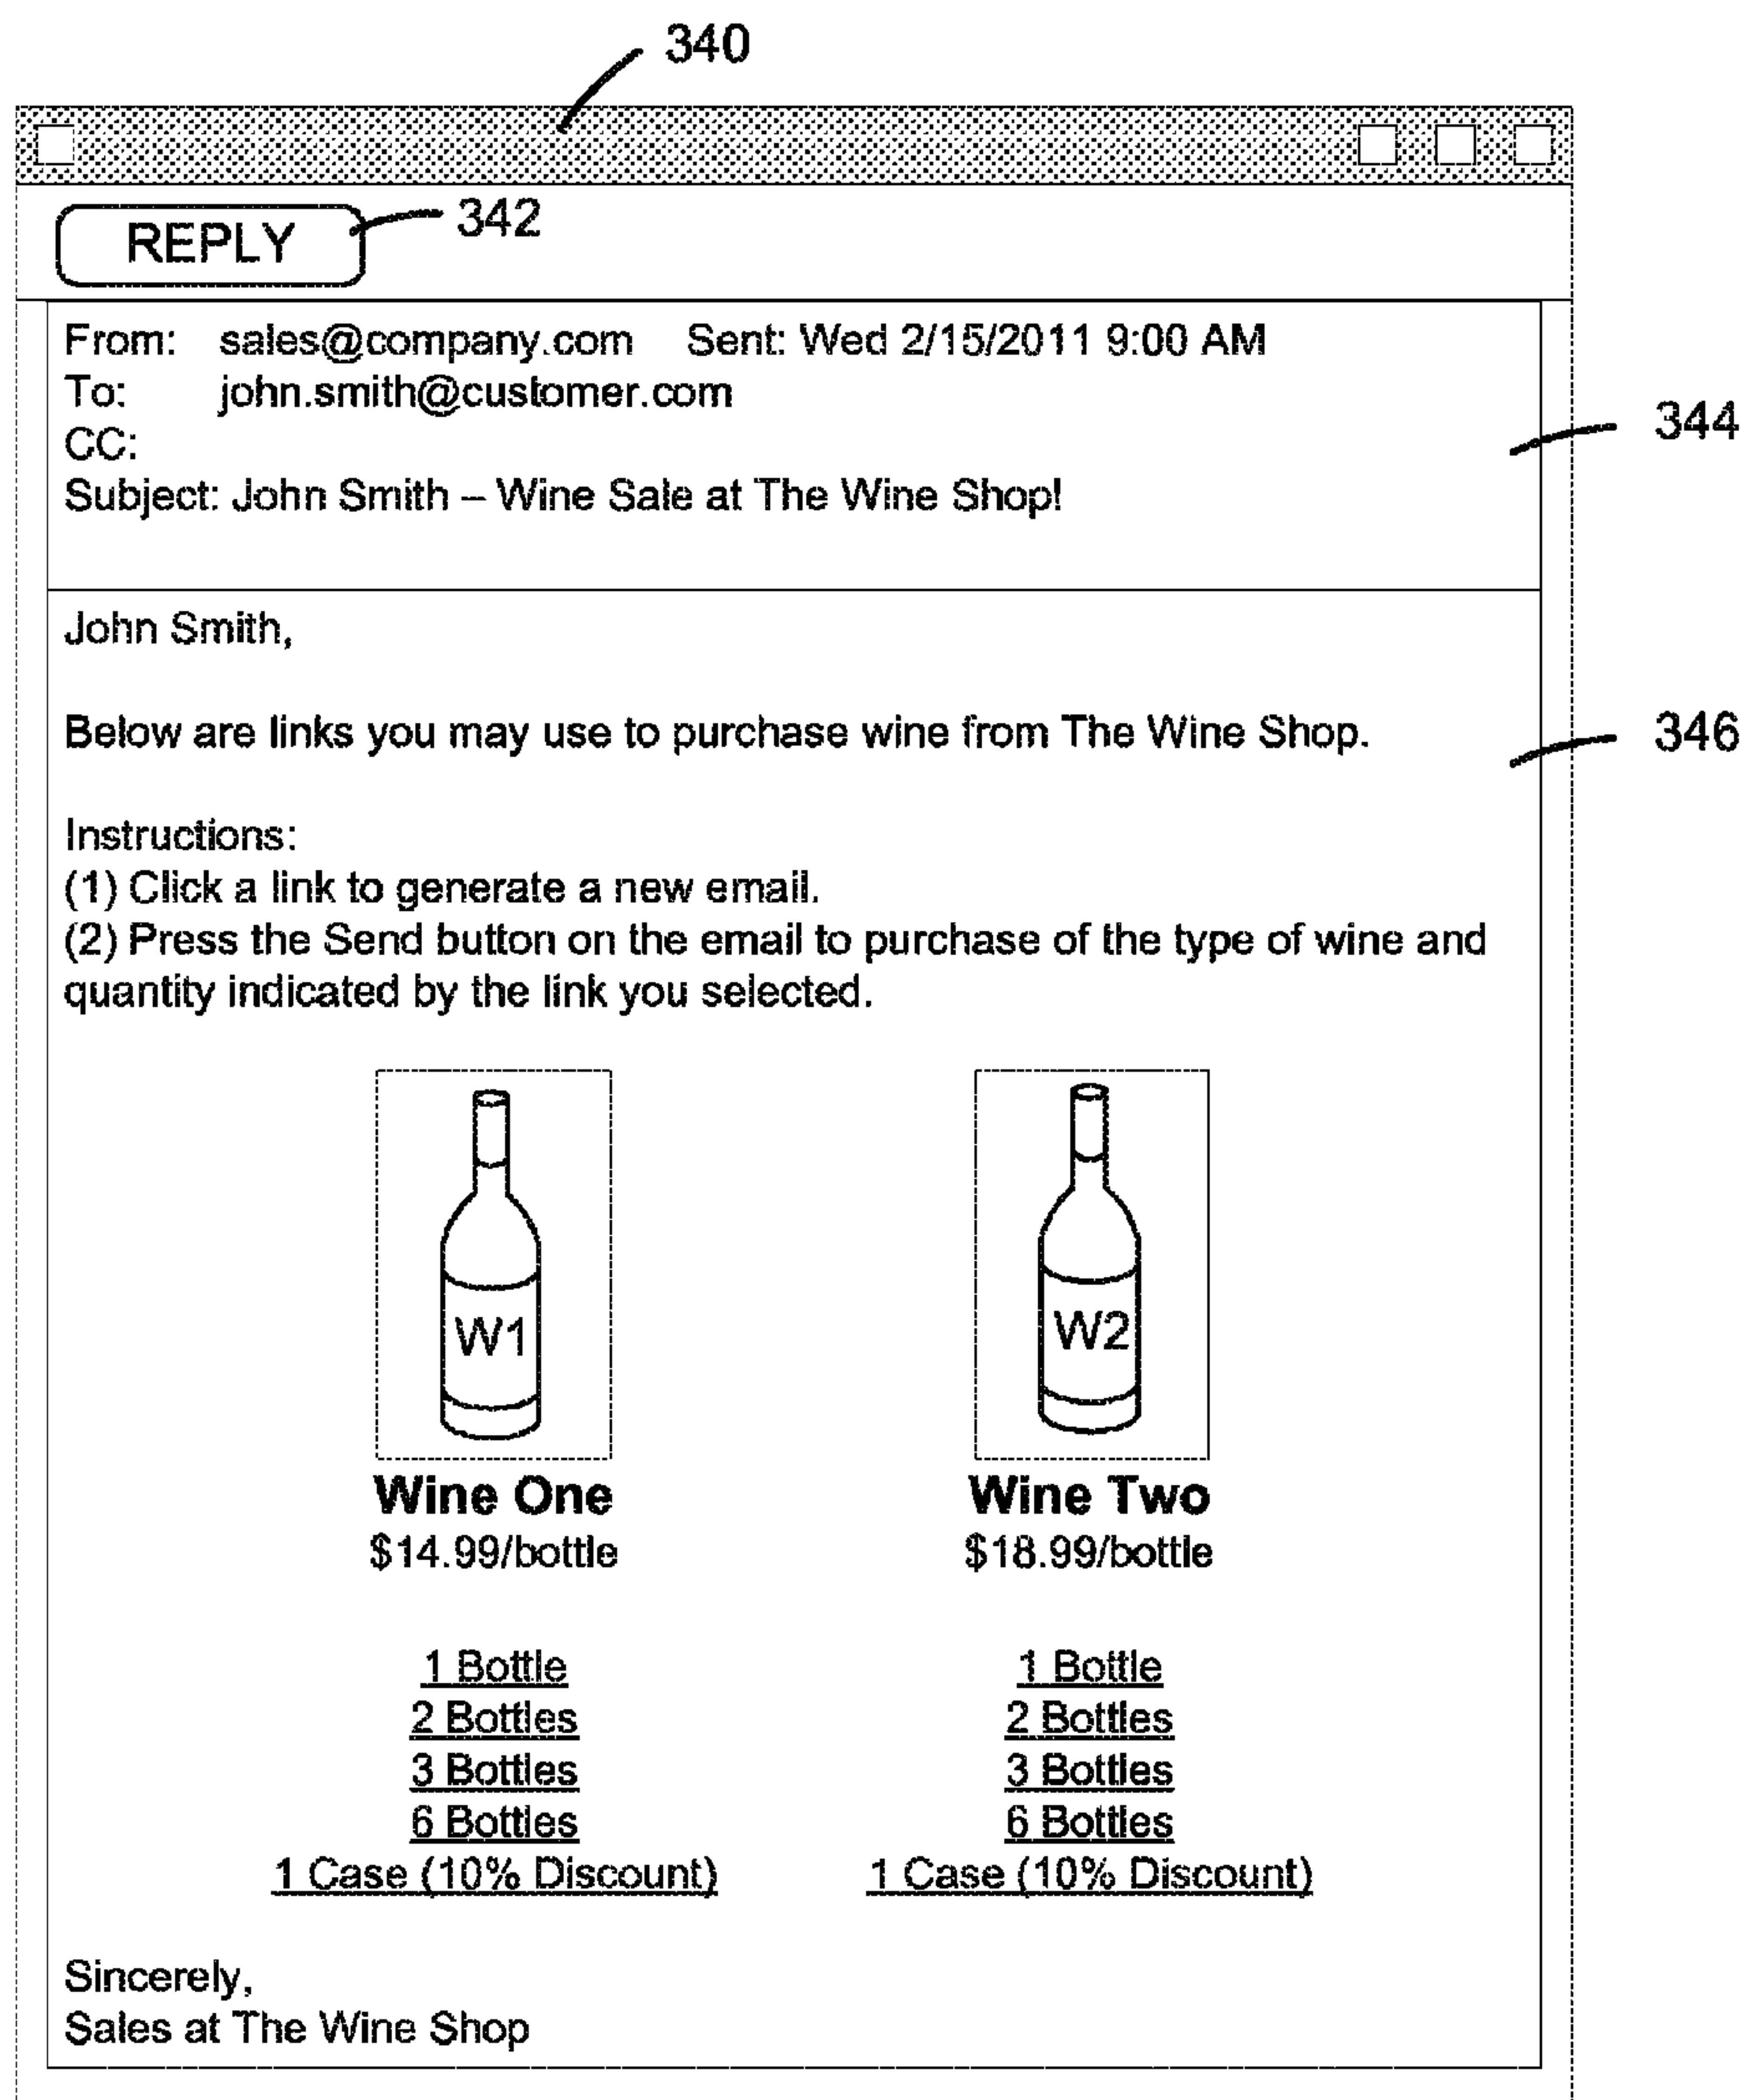 340
REPLY 342
From: sales@company.com Sent: Wed 2/15/2011 9:00 AM
To: john.smith@customer.com
CC:
344
Subject: John Smith – Wine Sale at The Wine Shop!
John Smith,
Below are links you may use to purchase wine from The Wine Shop.
346
Instructions:
(1) Click a link to generate a new email.
(2) Press the Send button on the email to purchase of the type of wine and
quantity indicated by the link you selected.
W1 W2
Wine One Wine Two
$14.99/bottle $18.99/bottle
1 Bottle 1 Bottle
2 Bottles 2 Bottles
3 Bottles 3 Bottles
6 Bottles 6 Bottles
1 Case (10% Discount) 1 Case (10% Discount)
Sincerely,
Sales at The Wine Shop